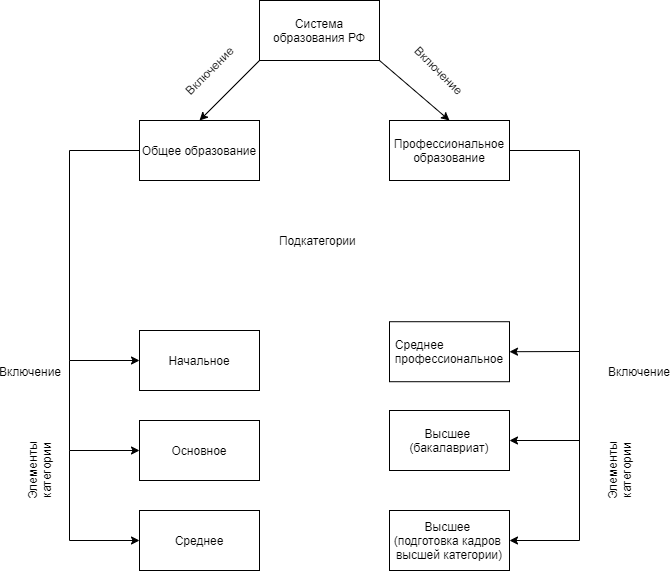 Система
образования РФ
Включение
Включение
Общее образование
Профессиональное
образование
Подкатегории
Начальное
Среднее
профессиональное
Включение
Включение
Основное
Высшее
(бакалавриат)
Элементы
категории
Элементы
категории
Среднее
Высшее
(подготовка кадров
высшей категории)